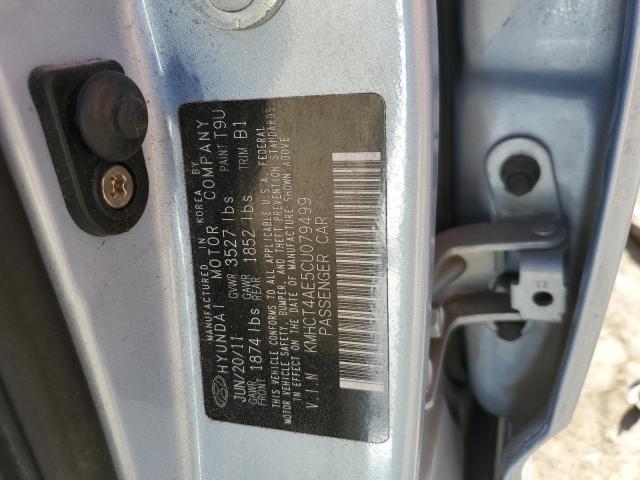 MANUFACTURED IN KOREA BY
HYUNDAI MOTOR COMPANY
JUN/20/11 GVWR 3527 lbs PAINT T9U
GAWR FRONT 1874 lbs GAWR REAR 1852 lbs TRIM B1
THIS VEHICLE CONFORMS TO ALL APPLICABLE U.S.A. FEDERAL
MOTOR VEHICLE SAFETY, BUMPER, AND THEFT PREVENTION STANDARDS
IN EFFECT ON THE DATE OF MANUFACTURE SHOWN ABOVE
V.I.N KMHCT4AE5CU079499
PASSENGER CAR